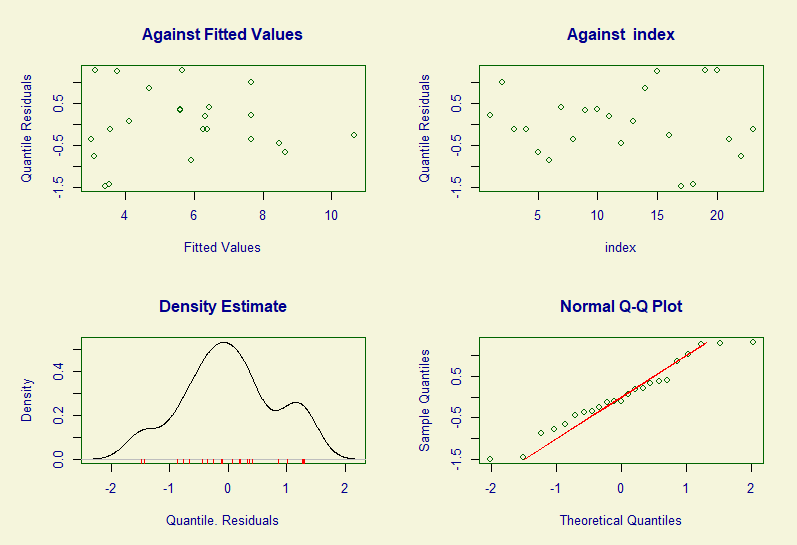 Against Fitted Values
Quantile Residuals
0.5
-0.5
-1.5
4 6 8 10
Fitted Values
Against index
Quantile Residuals
0.5
-0.5
-1.5
5 10 15 20
index
Density Estimate
Density
0.4
0.2
0.0
-2 -1 0 1 2
Quantile. Residuals
Normal Q-Q Plot
Sample Quantiles
0.5
-0.5
-1.5
-2 -1 0 1 2
Theoretical Quantiles